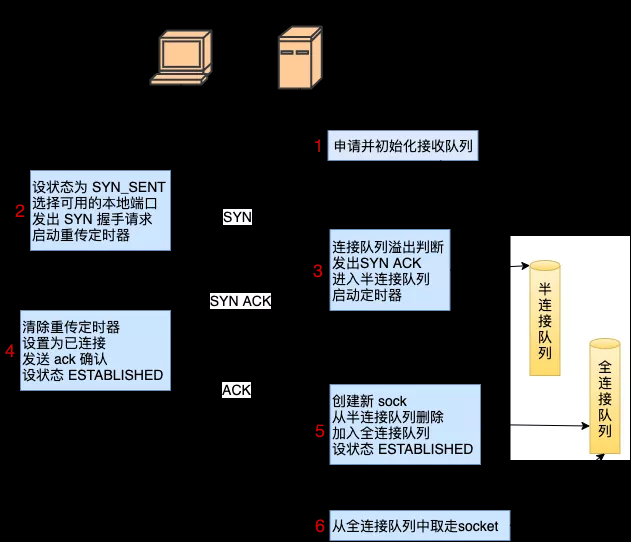 1
申请并初始化接收队列
2
设状态为 SYN_SENT
选择可用的本地端口
发出 SYN 握手请求
启动重传定时器
SYN
3
连接队列溢出判断
发出SYN ACK
进入半连接队列
启动定时器
半连接队列
SYN ACK
4
清除重传定时器
设置为已连接
发送 ack 确认
设状态 ESTABLISHED
全连接队列
ACK
5
创建新 sock
从半连接队列删除
加入全连接队列
设状态 ESTABLISHED
6
从全连接队列中取走socket